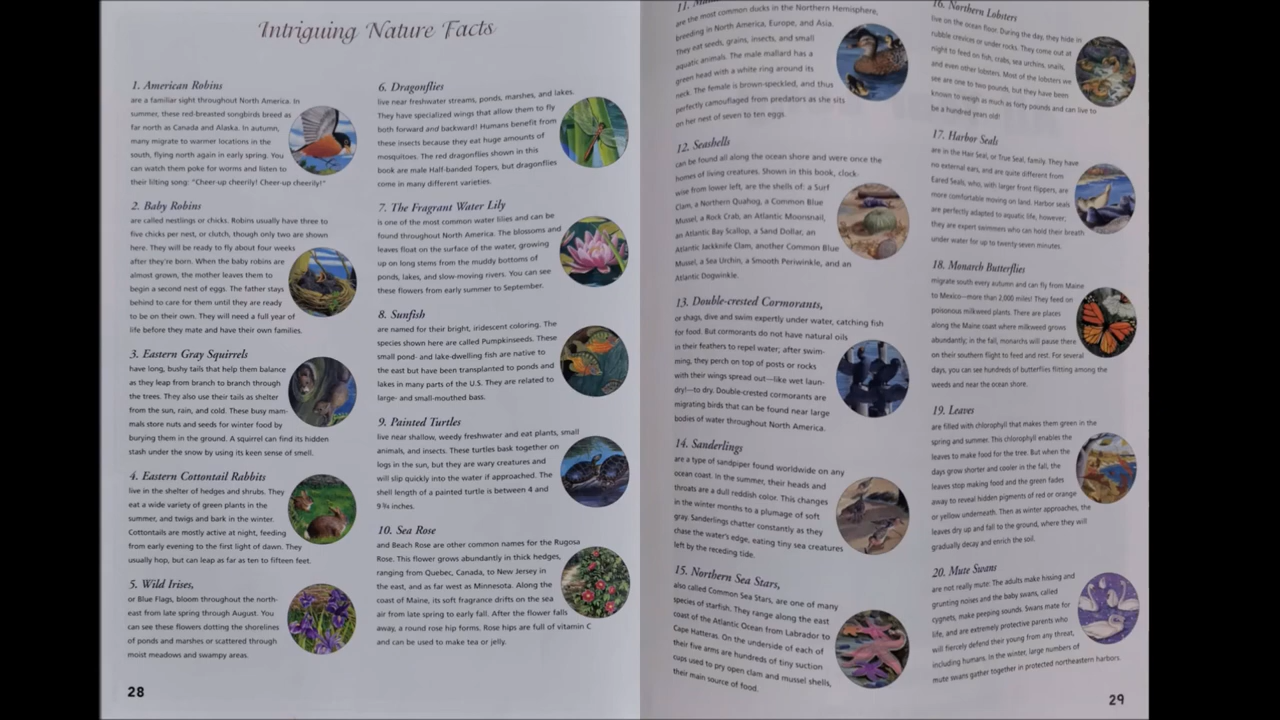 Intriguing Nature Facts
1. American Robins
are a familiar sight throughout North America. In
summer, these red-breasted songbirds breed as
far north as Canada and Alaska. In autumn,
many migrate to warmer locations in the
south, flying north again in early spring. You
can watch them poke for worms and listen to
their lilting song: "Cheer-up cheerily! Cheer-up cheerily!"
2. Baby Robins
are called nestlings or chicks. Robins usually have three to
five chicks per nest, or clutch, though only two are shown
here. They will be ready to fly about four weeks
after they're born. When the baby robins are
almost grown, the mother leaves them to
begin a second nest of eggs. The father stays
behind to care for them until they are ready
to be on their own. They will need a full year of
life before they mate and have their own families.
3. Eastern Gray Squirrels
have long, bushy tails that help them balance
as they leap from branch to branch through
the trees. They also use their tails as shelter
from the sun, rain, and cold. These busy mam-
mals store nuts and seeds for winter food by
burying them in the ground. A squirrel can find its hidden
stash under the snow by using its keen sense of smell.
4. Eastern Cottontail Rabbits
live in the shelter of hedges and shrubs. They
eat a wide variety of green plants in the
summer, and twigs and bark in the winter.
Cottontails are mostly active at night, feeding
from early evening to the first light of dawn. They
usually hop, but can leap as far as ten to fifteen feet.
5. Wild Irises,
or Blue Flags, bloom throughout the north-
east from late spring through August. You
can see these flowers dotting the shorelines
of ponds and marshes or scattered through
moist meadows and swampy areas.
28
6. Dragonflies
live near freshwater streams, ponds, marshes, and lakes.
They have specialized wings that allow them to fly
both forward and backward! Humans benefit from
these insects because they eat huge amounts of
mosquitoes. The red dragonflies shown in this
book are male Half-banded Topers, but dragonflies
come in many different varieties.
7. The Fragrant Water Lily
is one of the most common water lilies and can be
found throughout North America. The blossoms and
leaves float on the surface of the water, growing
up on long stems from the muddy bottoms of
ponds, lakes, and slow-moving rivers. You can see
these flowers from early summer to September.
8. Sunfish
are named for their bright, iridescent coloring. The
species shown here are called Pumpkinseeds. These
small pond- and lake-dwelling fish are native to
the east but have been transplanted to ponds and
lakes in many parts of the U.S. They are related to
large- and small-mouthed bass.
9. Painted Turtles
live near shallow, weedy freshwater and eat plants, small
animals, and insects. These turtles bask together on
logs in the sun, but they are wary creatures and
will slip quickly into the water if approached. The
shell length of a painted turtle is between 4 and
9 ¾ inches.
10. Sea Rose
and Beach Rose are other common names for the Rugosa
Rose. This flower grows abundantly in thick hedges,
ranging from Quebec, Canada, to New Jersey in
the east, and as far west as Minnesota. Along the
coast of Maine, its soft fragrance drifts on the sea
air from late spring to early fall. After the flower falls
away, a round rose hip forms. Rose hips are full of vitamin C
and can be used to make tea or jelly.
11.
are the most common ducks in the Northern Hemisphere,
breeding in North America, Europe, and Asia.
They eat seeds, grains, insects, and small
aquatic animals. The male mallard has a
green head with a white ring around its
neck. The female is brown-speckled, and thus
perfectly camouflaged from predators as she sits
on her nest of seven to ten eggs.
12. Seashells
can be found all along the ocean shore and were once the
homes of living creatures. Shown in this book, clock-
wise from lower left, are the shells of: a Surf
Clam, a Northern Quahog, a Common Blue
Mussel, a Rock Crab, an Atlantic Moonsnail,
an Atlantic Bay Scallop, a Sand Dollar, an
Atlantic Jackknife Clam, another Common Blue
Mussel, a Sea Urchin, a Smooth Periwinkle, and an
Atlantic Dogwinkle.
13. Double-crested Cormorants,
or shags, dive and swim expertly under water, catching fish
for food. But cormorants do not have natural oils
in their feathers to repel water; after swim-
ming, they perch on top of posts or rocks
with their wings spread out—like wet laun-
dry!—to dry. Double-crested cormorants are
migrating birds that can be found near large
bodies of water throughout North America.
14. Sanderlings
are a type of sandpiper found worldwide on any
ocean coast. In the summer, their heads and
throats are a dull reddish color. This changes
in the winter months to a plumage of soft
gray. Sanderlings chatter constantly as they
chase the water's edge, eating tiny sea creatures
left by the receding tide.
15. Northern Sea Stars,
also called Common Sea Stars, are one of many
species of starfish. They range along the east
coast of the Atlantic Ocean from Labrador to
Cape Hatteras. On the underside of each of
their five arms are hundreds of tiny suction
cups used to pry open clam and mussel shells,
their main source of food.
16. Northern Lobsters
live on the ocean floor. During the day, they hide in
rubble crevices or under rocks. They come out at
night to feed on fish, crabs, sea urchins, snails,
and even other lobsters. Most of the lobsters we
see are one to two pounds, but they have been
known to weigh as much as forty pounds and can live to
be a hundred years old!
17. Harbor Seals
are in the Hair Seal, or True Seal, family. They have
no external ears, and are quite different from
Eared Seals, who, with larger front flippers, are
more comfortable moving on land. Harbor seals
are perfectly adapted to aquatic life, however;
they are expert swimmers who can hold their breath
under water for up to twenty-seven minutes.
18. Monarch Butterflies
migrate south every autumn and can fly from Maine
to Mexico—more than 2,000 miles! They feed on
poisonous milkweed plants. There are places
along the Maine coast where milkweed grows
abundantly; in the fall, monarchs will pause there
on their southern flight to feed and rest. For several
days, you can see hundreds of butterflies flitting among the
weeds and near the ocean shore.
19. Leaves
are filled with chlorophyll that makes them green in the
spring and summer. This chlorophyll enables the
leaves to make food for the tree. But when the
days grow shorter and cooler in the fall, the
leaves stop making food and the green fades
away to reveal hidden pigments of red or orange
or yellow underneath. Then as winter approaches, the
leaves dry up and fall to the ground, where they will
gradually decay and enrich the soil.
20. Mute Swans
are not really mute. The adults make hissing and
grunting noises and the baby swans, called
cygnets, make peeping sounds. Swans mate for
life, and are extremely protective parents who
will fiercely defend their young from any threat,
including humans. In the winter, large numbers of
mute swans gather together in protected northeastern harbors.
29